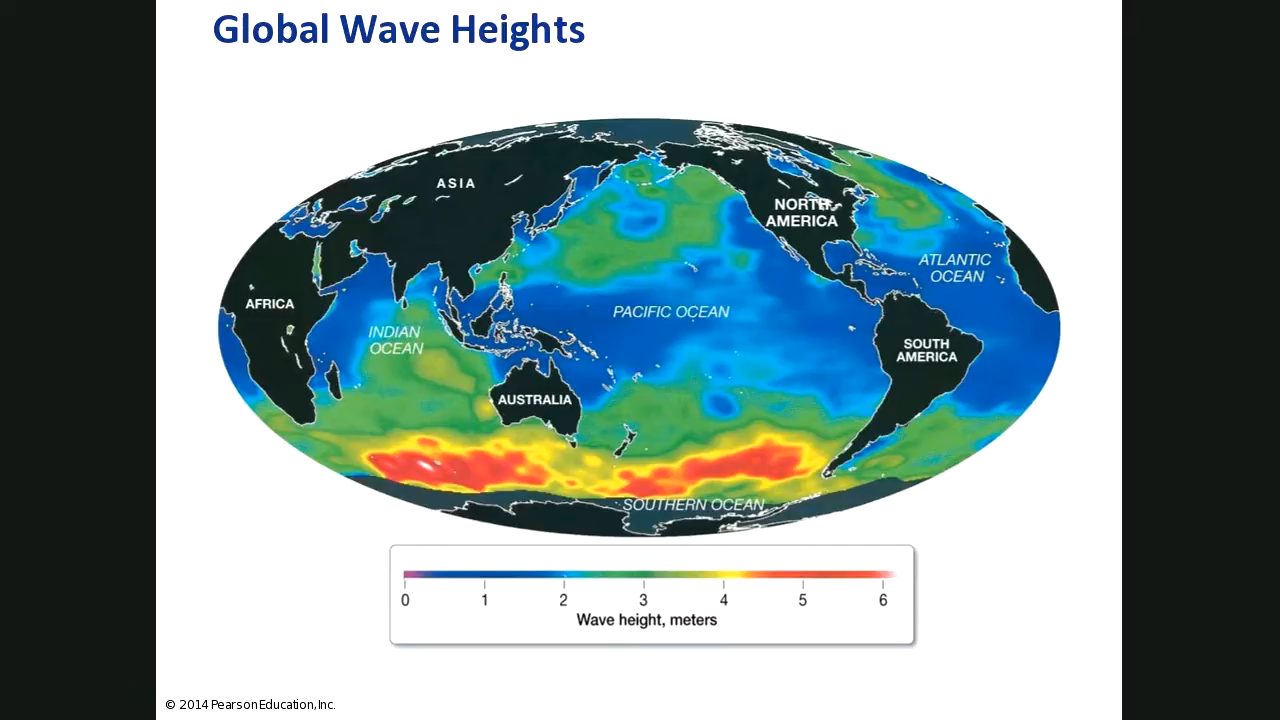 Global Wave Heights
ASIA
NORTH
AMERICA
ATLANTIC
OCEAN
AFRICA
PACIFIC OCEAN
INDIAN
OCEAN
SOUTH
AMERICA
AUSTRALIA
SOUTHERN OCEAN
0 1 2 3 4 5 6
Wave height, meters
© 2014 Pearson Education, Inc.